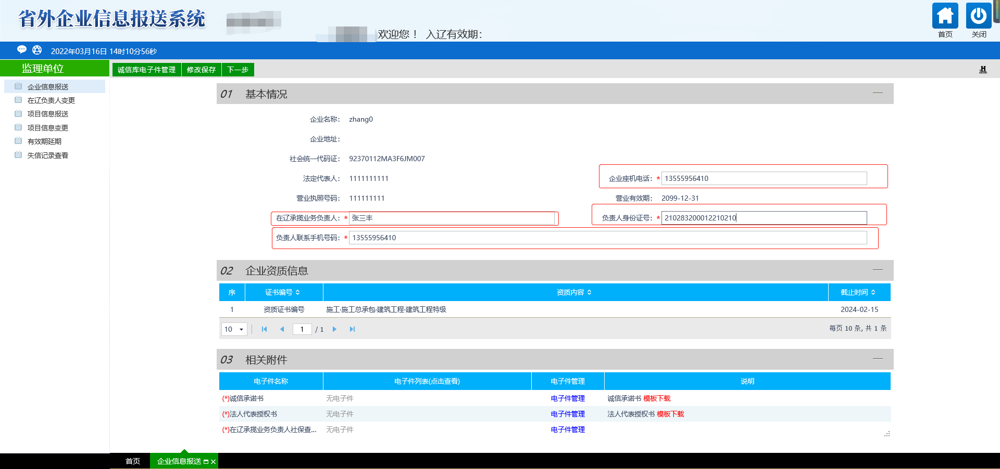 省外企业信息报送系统
欢迎您！ 入辽有效期：
首页 关闭
2022年03月16日 14时10分56秒
监理单位
企业信息报送
在辽负责人变更
项目信息报送
项目信息变更
有效期延期
失信记录查看
诚信库电子件管理 修改保存 下一步
01 基本情况
企业名称： zhang0
企业地址：
社会统一代码证： 92370112MA3F6JM007
法定代表人： 1111111111 企业座机电话：* 13555956410
营业执照号码： 111111111 营业有效期： 2099-12-31
在辽承揽业务负责人：* 张三丰 负责人身份证号：* 210283200012210210
负责人联系手机号码：* 13555956410
02 企业资质信息
序 证书编号 资质内容 截止时间
1 资质证书编号 施工·施工总承包·建筑工程·建筑工程特级 2024-02-15
10 1 / 1 每页 10 条, 共 1 条
03 相关附件
电子件名称 电子件列表(点击查看) 电子件管理 说明
(*)诚信承诺书 无电子件 电子件管理 诚信承诺书 模板下载
(*)法人代表授权书 无电子件 电子件管理 法人代表授权书 模板下载
(*)在辽承揽业务负责人社保查... 无电子件 电子件管理
首页 企业信息报送